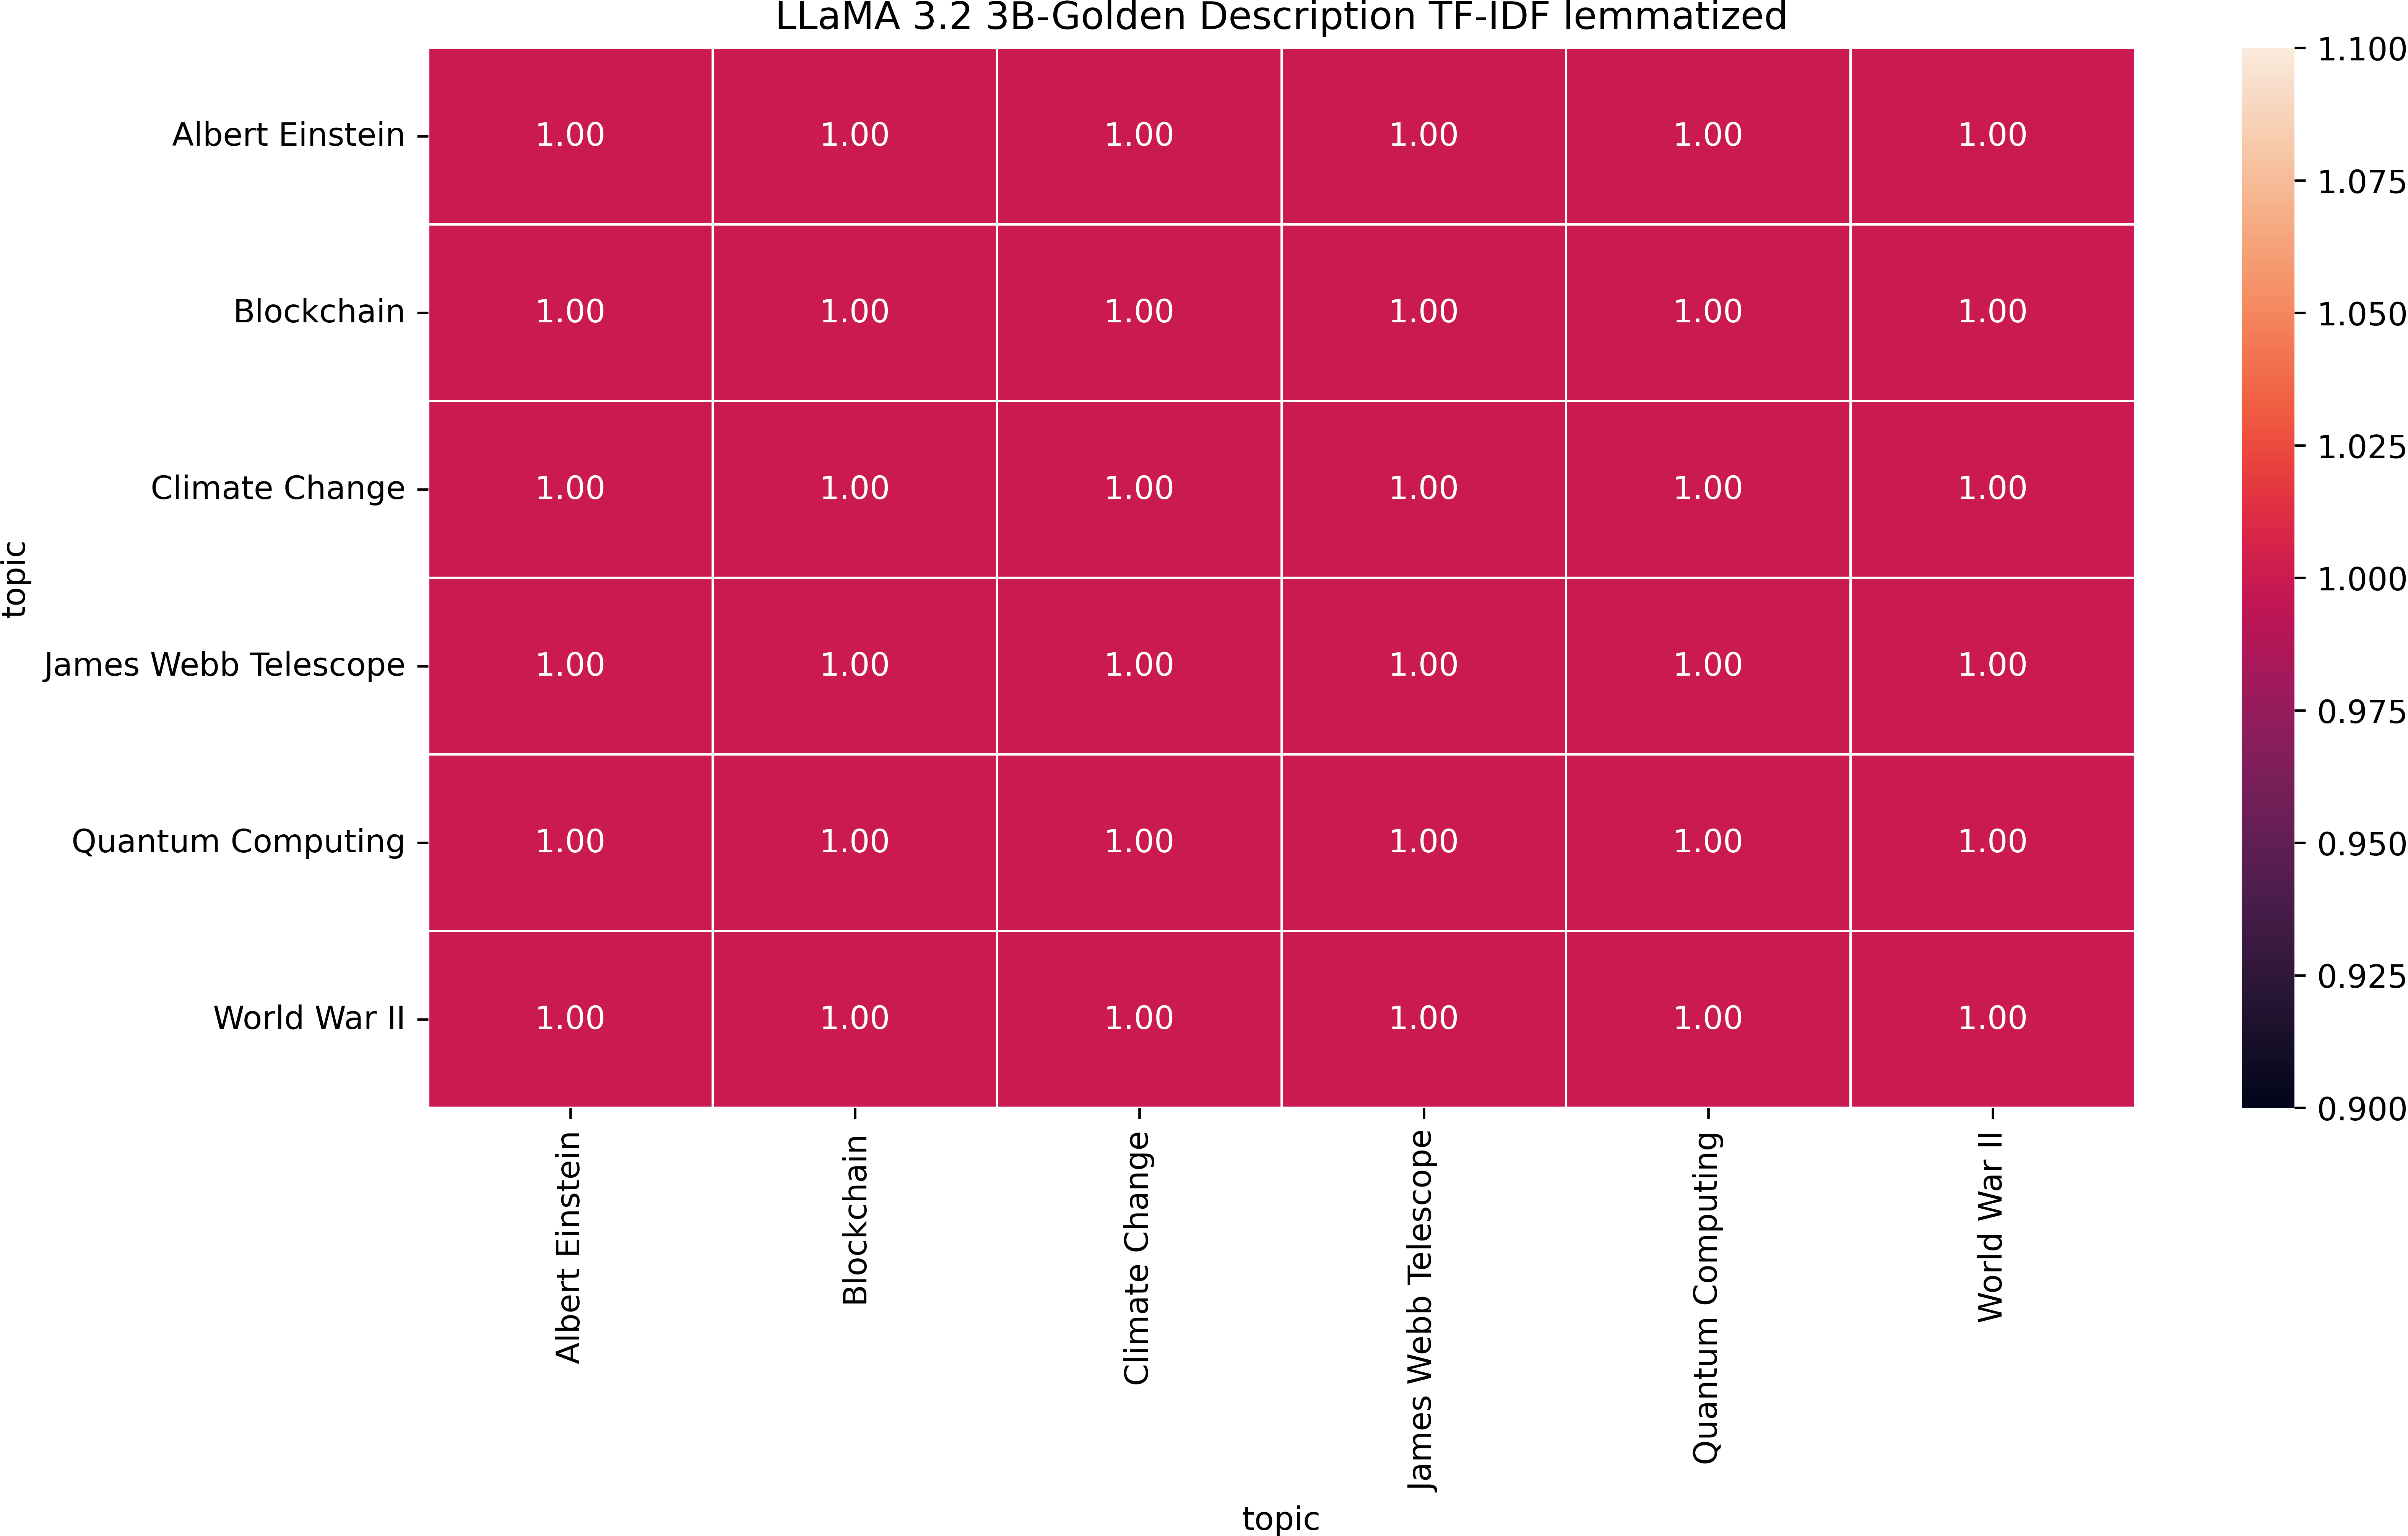 LLaMA 3.2 3B-Golden Description TF-IDF lemmatized
topic
Albert Einstein 1.00 1.00 1.00 1.00 1.00 1.00
Blockchain 1.00 1.00 1.00 1.00 1.00 1.00
Climate Change 1.00 1.00 1.00 1.00 1.00 1.00
James Webb Telescope 1.00 1.00 1.00 1.00 1.00 1.00
Quantum Computing 1.00 1.00 1.00 1.00 1.00 1.00
World War II 1.00 1.00 1.00 1.00 1.00 1.00
Albert Einstein
Blockchain
Climate Change
James Webb Telescope
Quantum Computing
World War II
topic
1.100
1.075
1.050
1.025
1.000
0.975
0.950
0.925
0.900